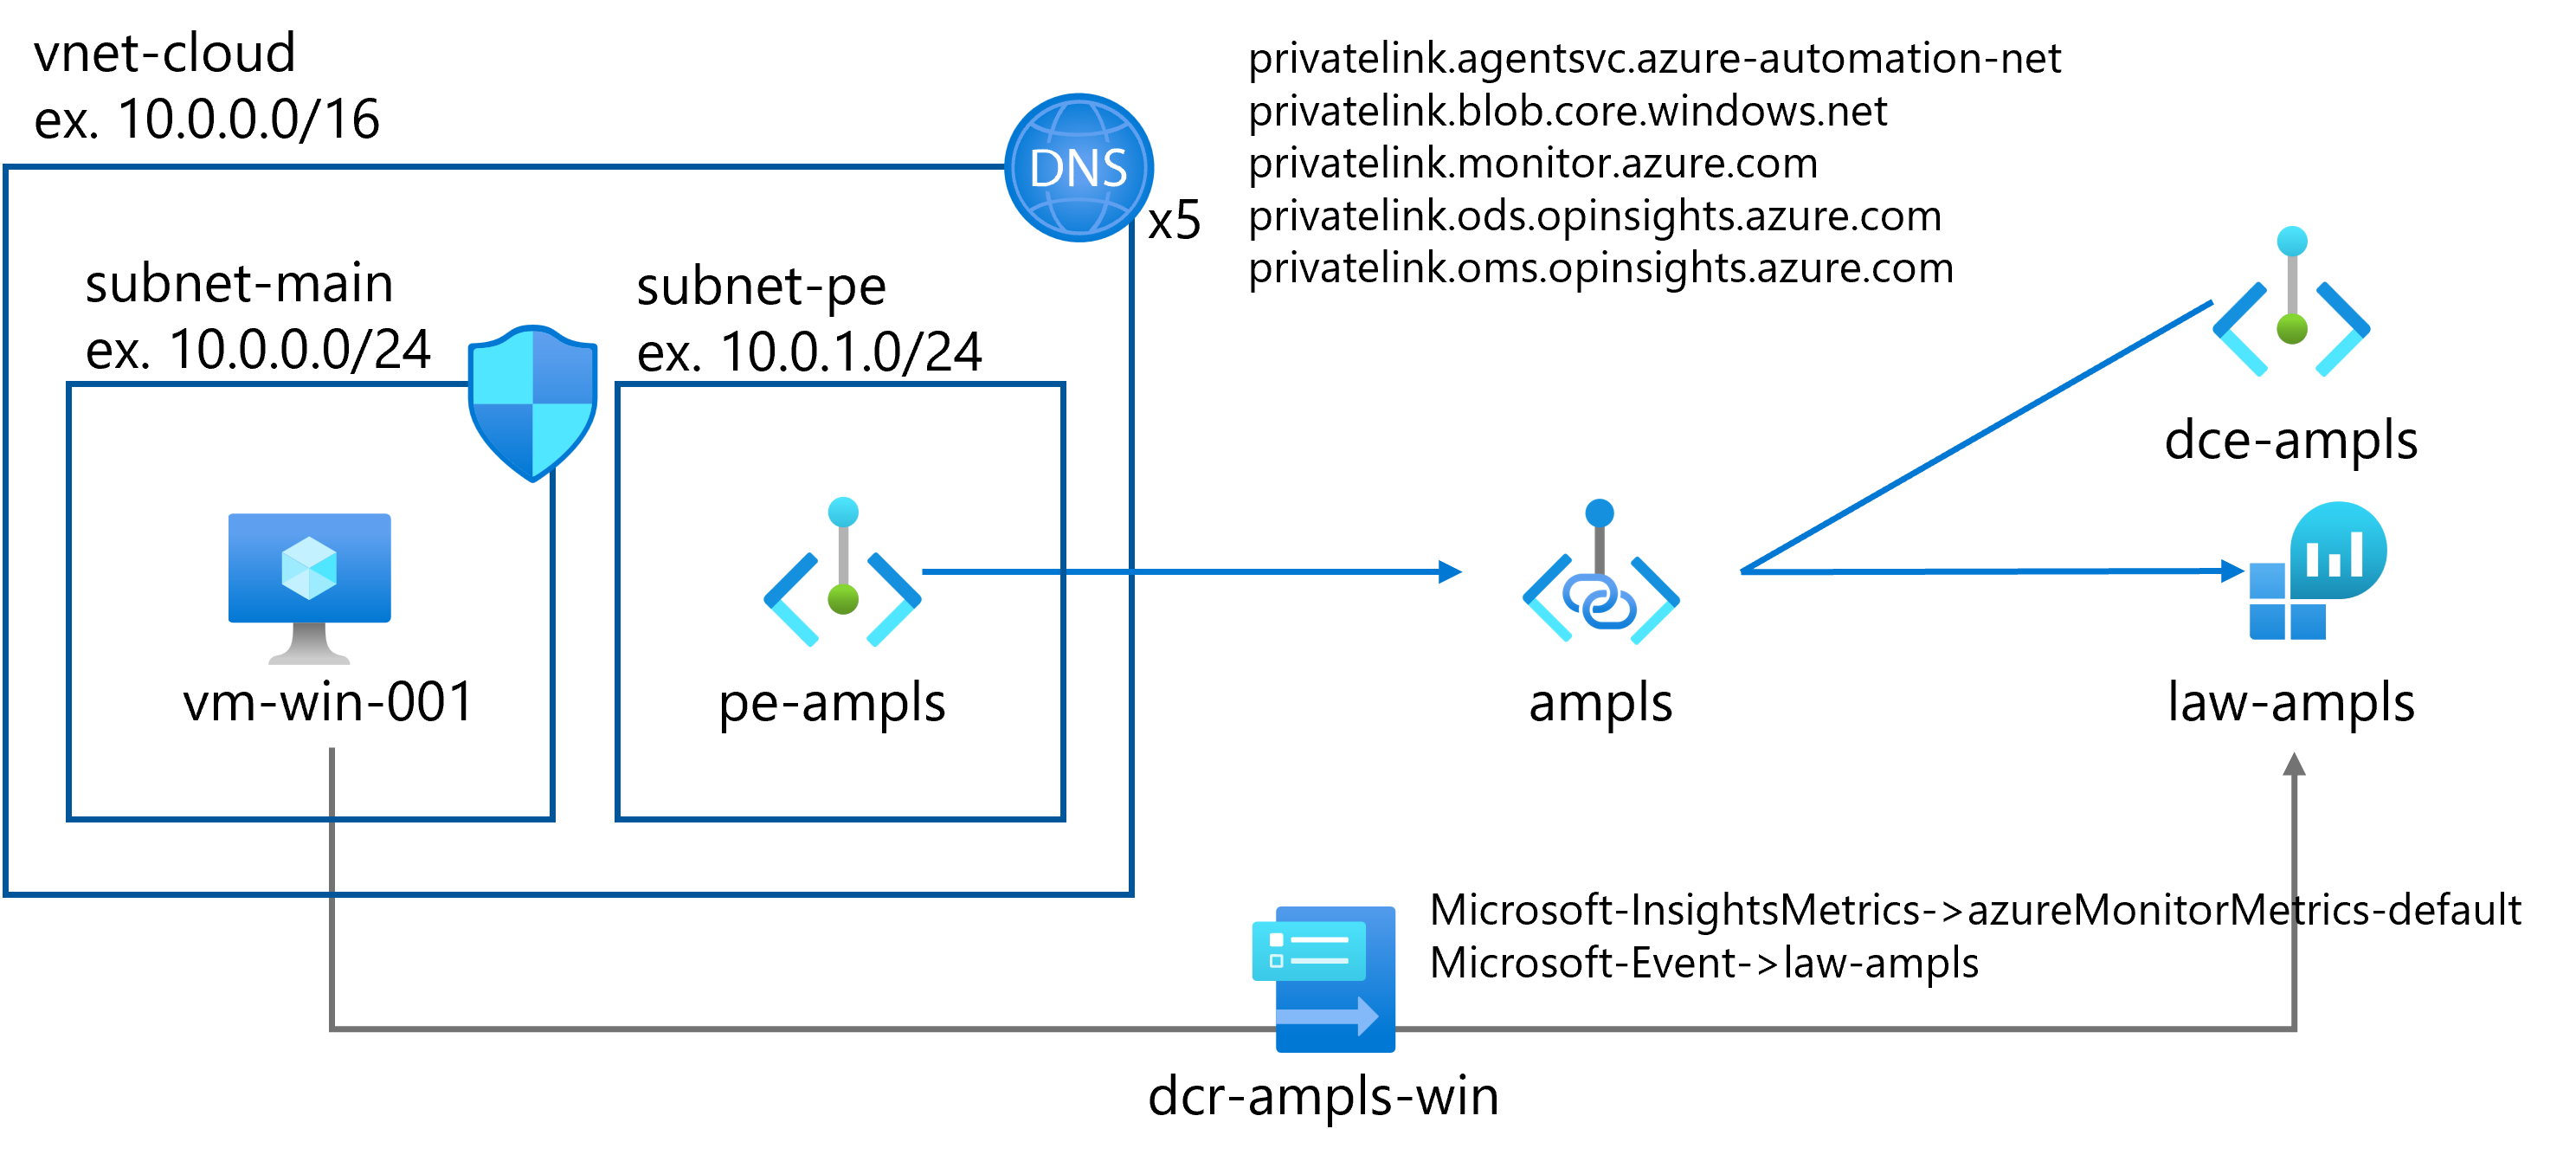 vnet-cloud
ex. 10.0.0.0/16
DNS
x5
privatelink.agentsvc.azure-automation-net
privatelink.blob.core.windows.net
privatelink.monitor.azure.com
privatelink.ods.opinsights.azure.com
privatelink.oms.opinsights.azure.com
subnet-main
ex. 10.0.0.0/24
subnet-pe
ex. 10.0.1.0/24
dce-ampls
vm-win-001
pe-ampls
ampls
law-ampls
Microsoft-InsightsMetrics->azureMonitorMetrics-default
Microsoft-Event->law-ampls
dcr-ampls-win